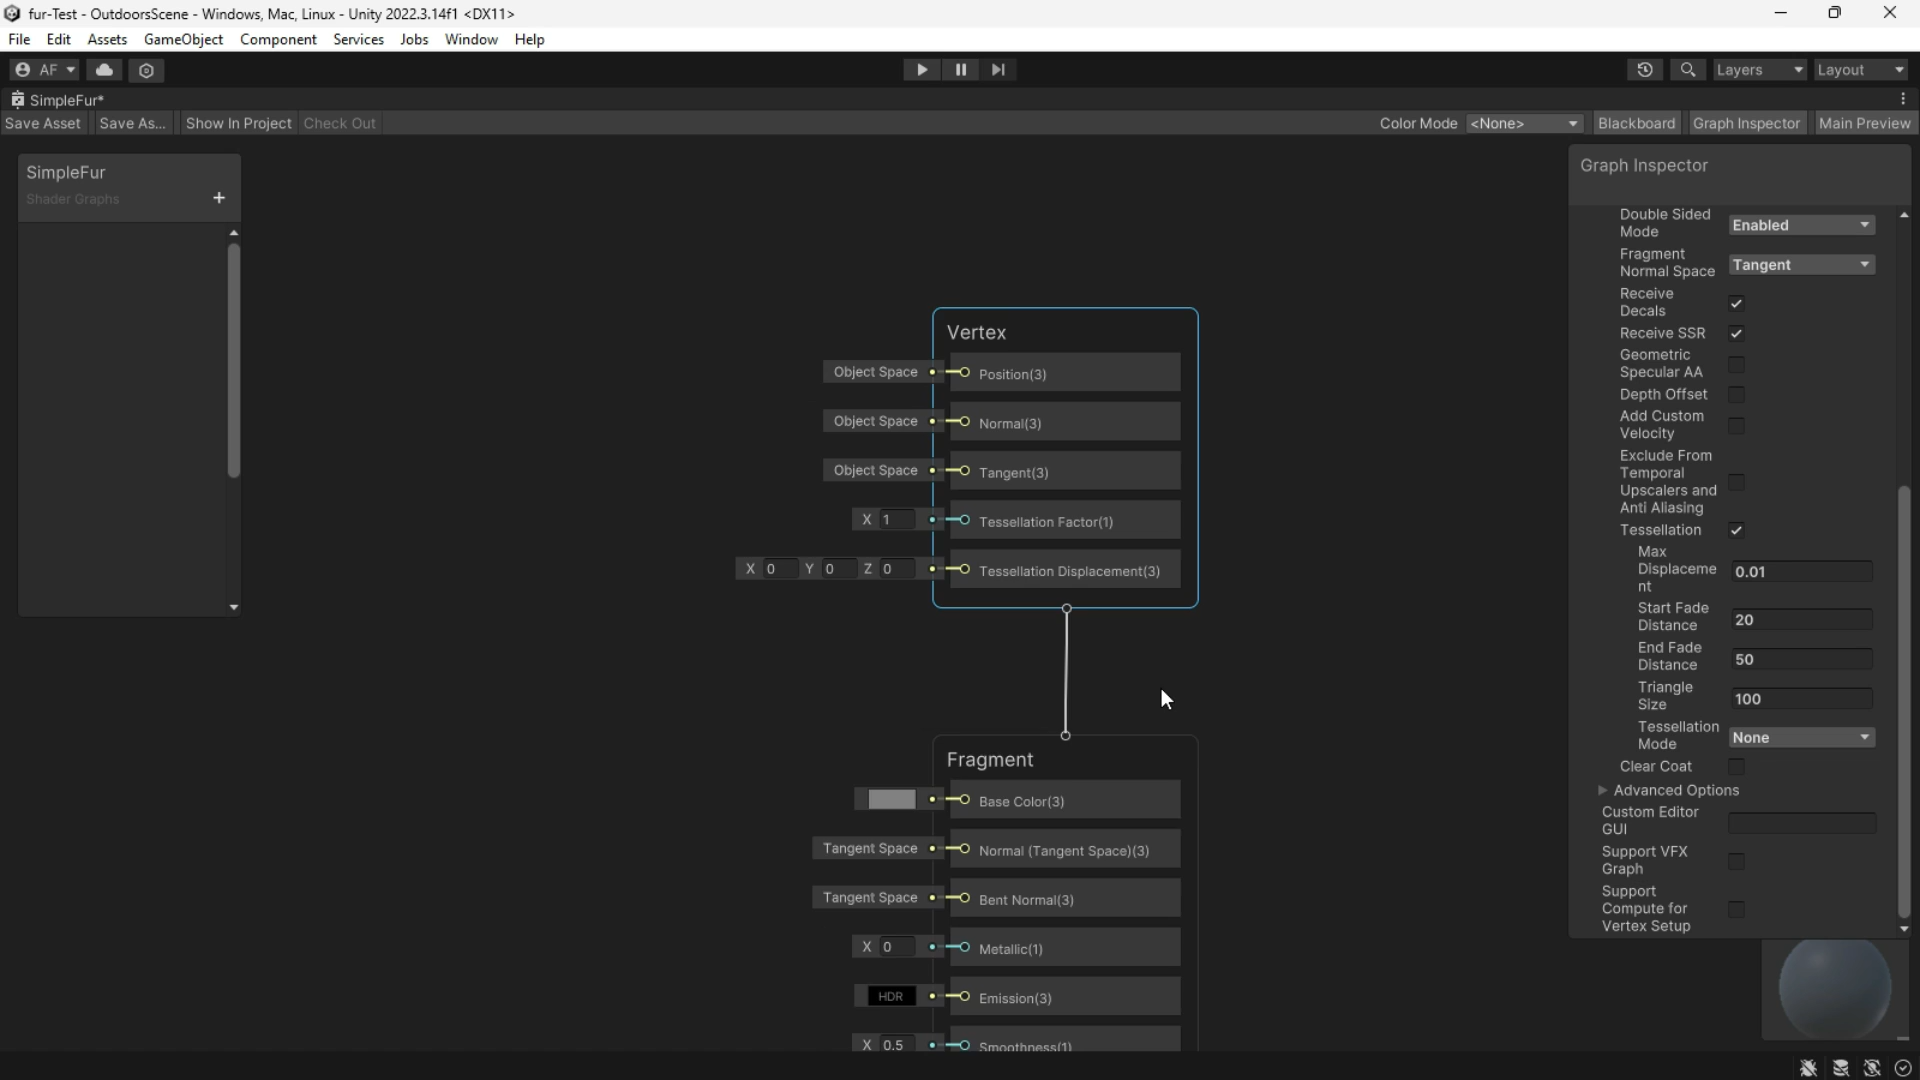 fur-Test - OutdoorsScene - Windows, Mac, Linux - Unity 2022.3.14f1 <DX11>
File Edit Assets GameObject Component Services Jobs Window Help
AF Layers Layout
SimpleFur*
Save Asset Save As... Show In Project Check Out Color Mode <None> Blackboard Graph Inspector Main Preview
SimpleFur
Shader Graphs +
Vertex
Object Space Position(3)
Object Space Normal(3)
Object Space Tangent(3)
X 1 Tessellation Factor(1)
X 0 Y 0 Z 0 Tessellation Displacement(3)
Fragment
Base Color(3)
Tangent Space Normal (Tangent Space)(3)
Tangent Space Bent Normal(3)
X 0 Metallic(1)
HDR Emission(3)
X 0.5 Smoothness(1)
Graph Inspector
Double Sided
Mode Enabled
Fragment
Normal Space Tangent
Receive
Decals
Receive SSR
Geometric
Specular AA
Depth Offset
Add Custom
Velocity
Exclude From
Temporal
Upscalers and
Anti Aliasing
Tessellation
Max
Displaceme
nt 0.01
Start Fade
Distance 20
End Fade
Distance 50
Triangle
Size 100
Tessellation
Mode None
Clear Coat
Advanced Options
Custom Editor
GUI
Support VFX
Graph
Support
Compute for
Vertex Setup